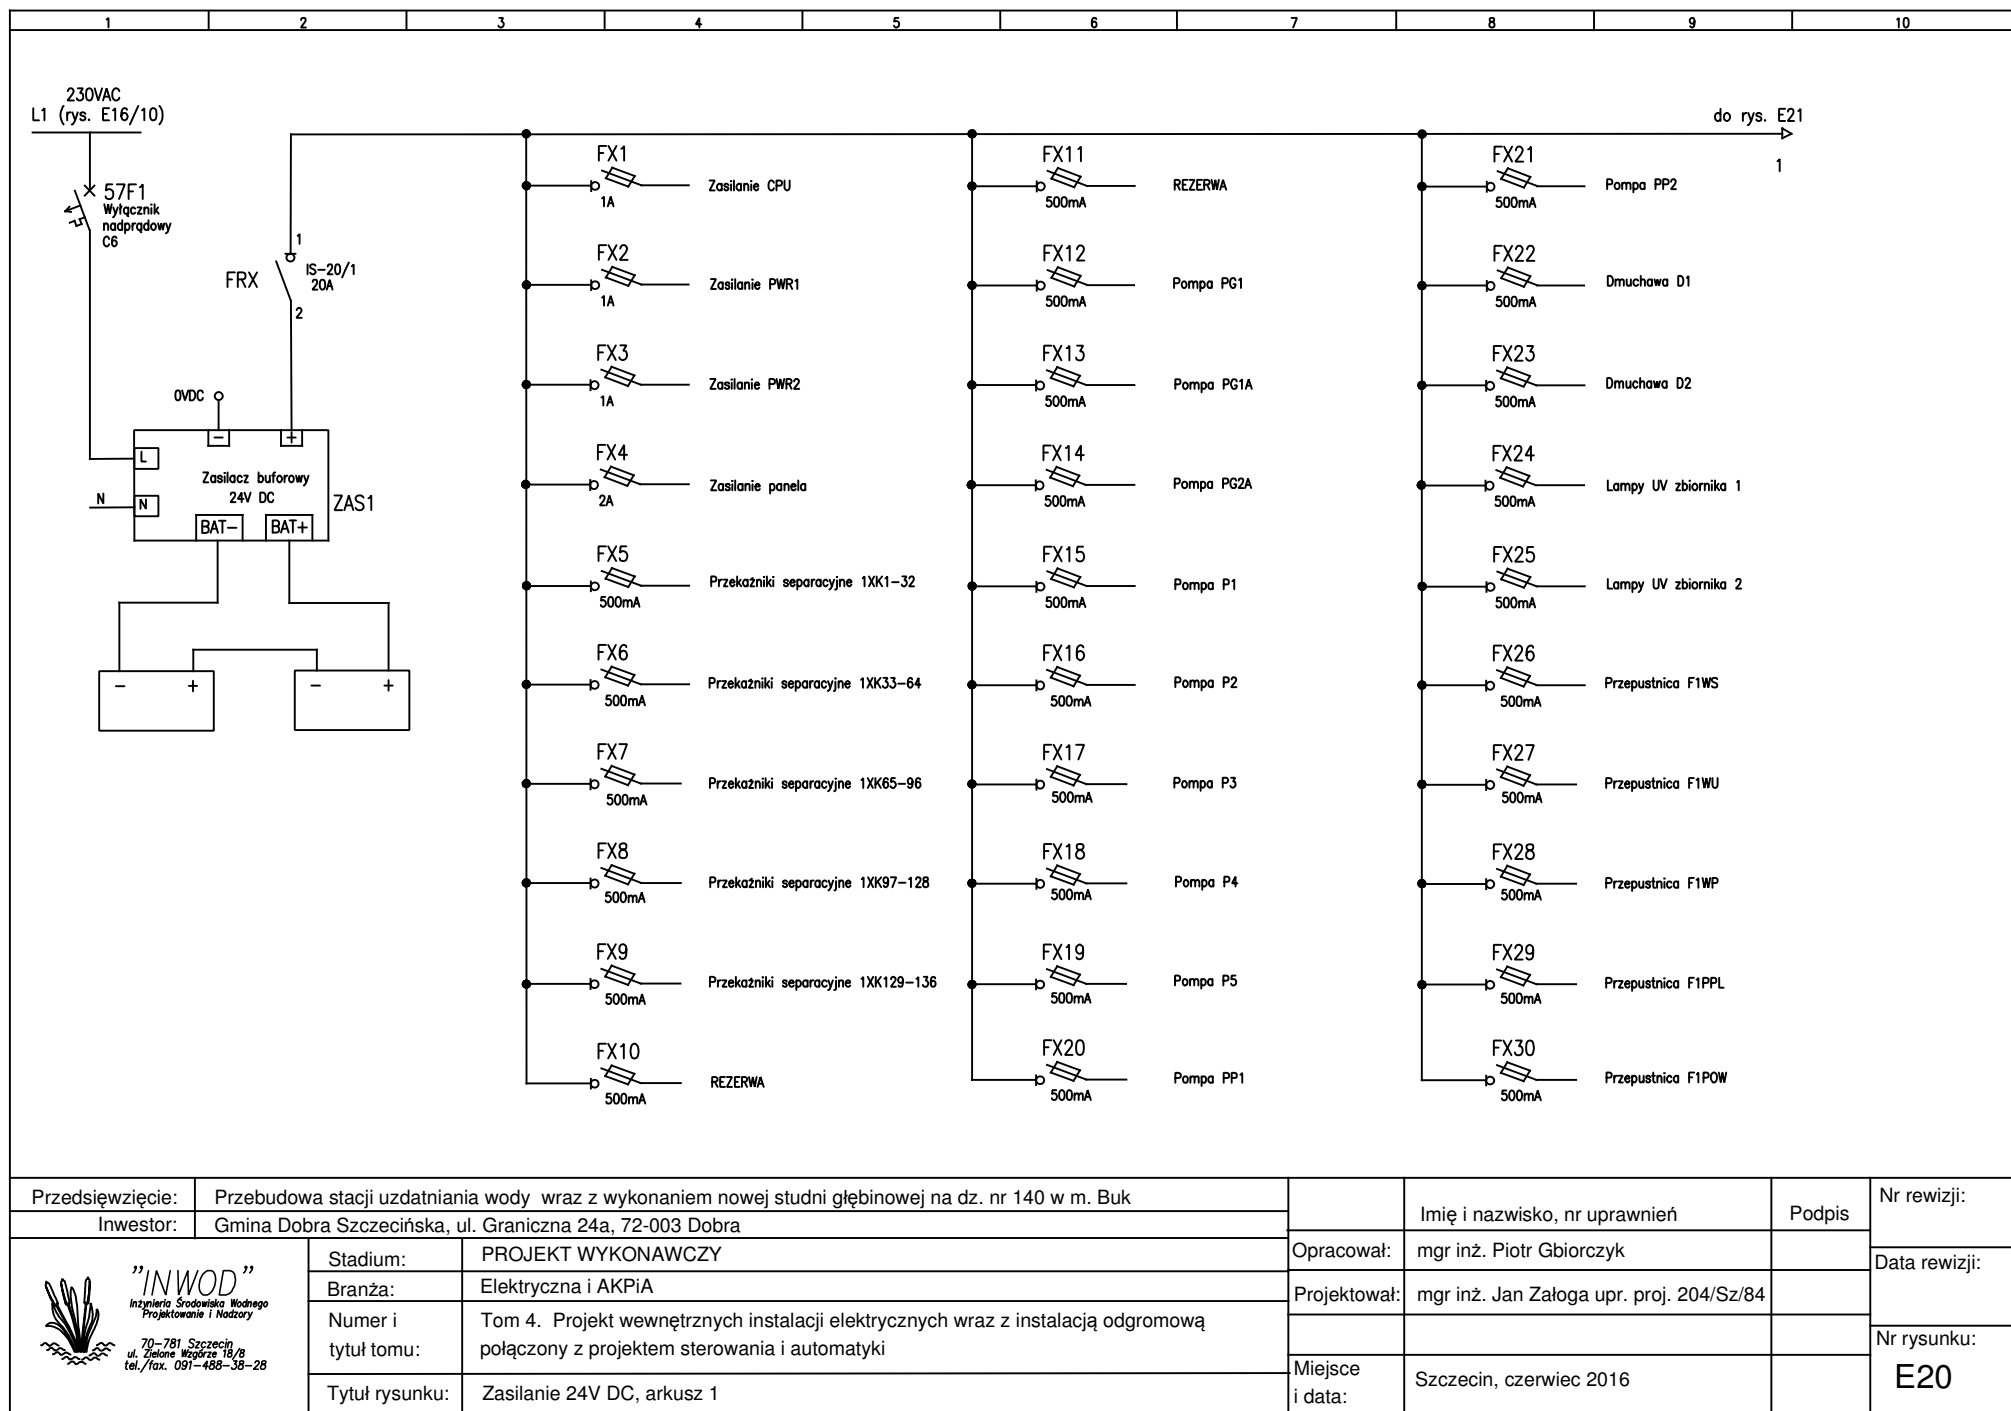 1 2 3 4 5 6 7 8 9 10
230VAC
L1 (rys. E16/10)
57F1
Wyłącznik
nadprądowy
C6
FRX
1
IS-20/1
20A
2
0VDC
- +
L
Zasilacz buforowy
24V DC
N
N
ZAS1
BAT- BAT+
- + - +
do rys. E21
1
FX1
1A
Zasilanie CPU
FX2
1A
Zasilanie PWR1
FX3
1A
Zasilanie PWR2
FX4
2A
Zasilanie panela
FX5
500mA
Przekaźniki separacyjne 1XK1-32
FX6
500mA
Przekaźniki separacyjne 1XK33-64
FX7
500mA
Przekaźniki separacyjne 1XK65-96
FX8
500mA
Przekaźniki separacyjne 1XK97-128
FX9
500mA
Przekaźniki separacyjne 1XK129-136
FX10
500mA
REZERWA
FX11
500mA
REZERWA
FX12
500mA
Pompa PG1
FX13
500mA
Pompa PG1A
FX14
500mA
Pompa PG2A
FX15
500mA
Pompa P1
FX16
500mA
Pompa P2
FX17
500mA
Pompa P3
FX18
500mA
Pompa P4
FX19
500mA
Pompa P5
FX20
500mA
Pompa PP1
FX21
500mA
Pompa PP2
FX22
500mA
Dmuchawa D1
FX23
500mA
Dmuchawa D2
FX24
500mA
Lampy UV zbiornika 1
FX25
500mA
Lampy UV zbiornika 2
FX26
500mA
Przepustnica F1WS
FX27
500mA
Przepustnica F1WU
FX28
500mA
Przepustnica F1WP
FX29
500mA
Przepustnica F1PPL
FX30
500mA
Przepustnica F1POW
Przedsięwzięcie: Przebudowa stacji uzdatniania wody wraz z wykonaniem nowej studni głębinowej na dz. nr 140 w m. Buk
Inwestor: Gmina Dobra Szczecińska, ul. Graniczna 24a, 72-003 Dobra
"INWOD"
Inżynieria Środowiska Wodnego
Projektowanie i Nadzory
70-781 Szczecin
ul. Zielone Wzgórze 18/8
tel./fax. 091-488-38-28
Stadium: PROJEKT WYKONAWCZY
Branża: Elektryczna i AKPiA
Numer i
tytuł tomu:
Tom 4. Projekt wewnętrznych instalacji elektrycznych wraz z instalacją odgromową
połączony z projektem sterowania i automatyki
Tytuł rysunku: Zasilanie 24V DC, arkusz 1
Imię i nazwisko, nr uprawnień Podpis
Opracował: mgr inż. Piotr Gbiorczyk
Projektował: mgr inż. Jan Załoga upr. proj. 204/Sz/84
Miejsce
i data:
Szczecin, czerwiec 2016
Nr rewizji:
Data rewizji:
Nr rysunku:
E20